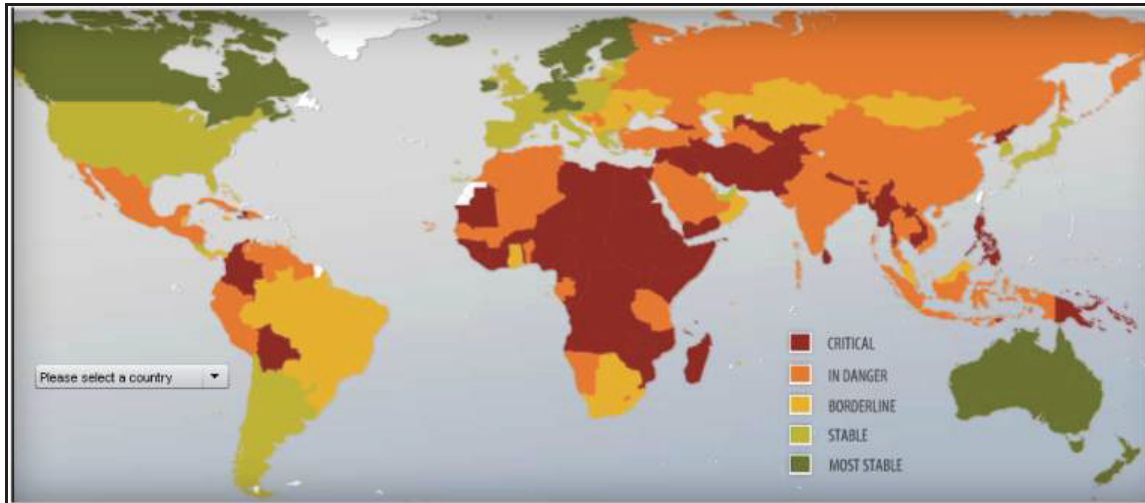 Please select a country
CRITICAL
IN DANGER
BORDERLINE
STABLE
MOST STABLE